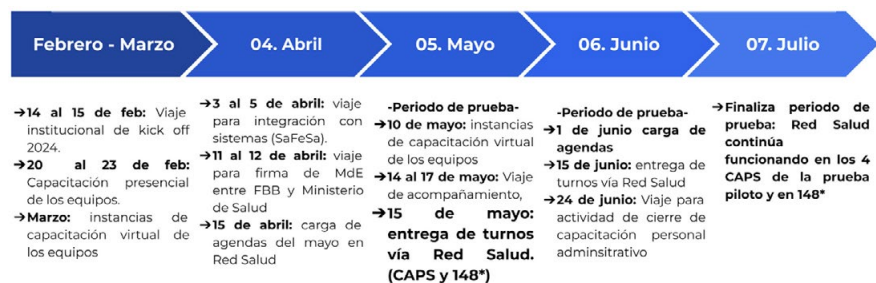 Febrero - Marzo
04. Abril
05. Mayo
06. Junio
07. Julio
→14 al 15 de feb: Viaje
institucional de kick off
2024.
→20 al 23 de feb:
Capacitación presencial
de los equipos.
→Marzo: instancias de
capacitación virtual de
los equipos
→3 al 5 de abril: viaje
para integración con
sistemas (SaFeSa).
→11 al 12 de abril: viaje
para firma de MdE
entre FBB y Ministerio
de Salud
→15 de abril: carga de
agendas del mayo en
Red Salud
-Periodo de prueba-
→10 de mayo: instancias
de capacitación virtual
de los equipos
→14 al 17 de mayo: Viaje
de acompañamiento,
→15 de mayo:
entrega de turnos
vía Red Salud.
(CAPS y 148*)
-Periodo de prueba-
→1 de junio carga de
agendas
→15 de junio: entrega de
turnos vía Red Salud
→24 de junio: Viaje para
actividad de cierre de
capacitación personal
adminsitrativo
→Finaliza periodo de
prueba: Red Salud
continúa
funcionando en los 4
CAPS de la prueba
piloto y en 148*